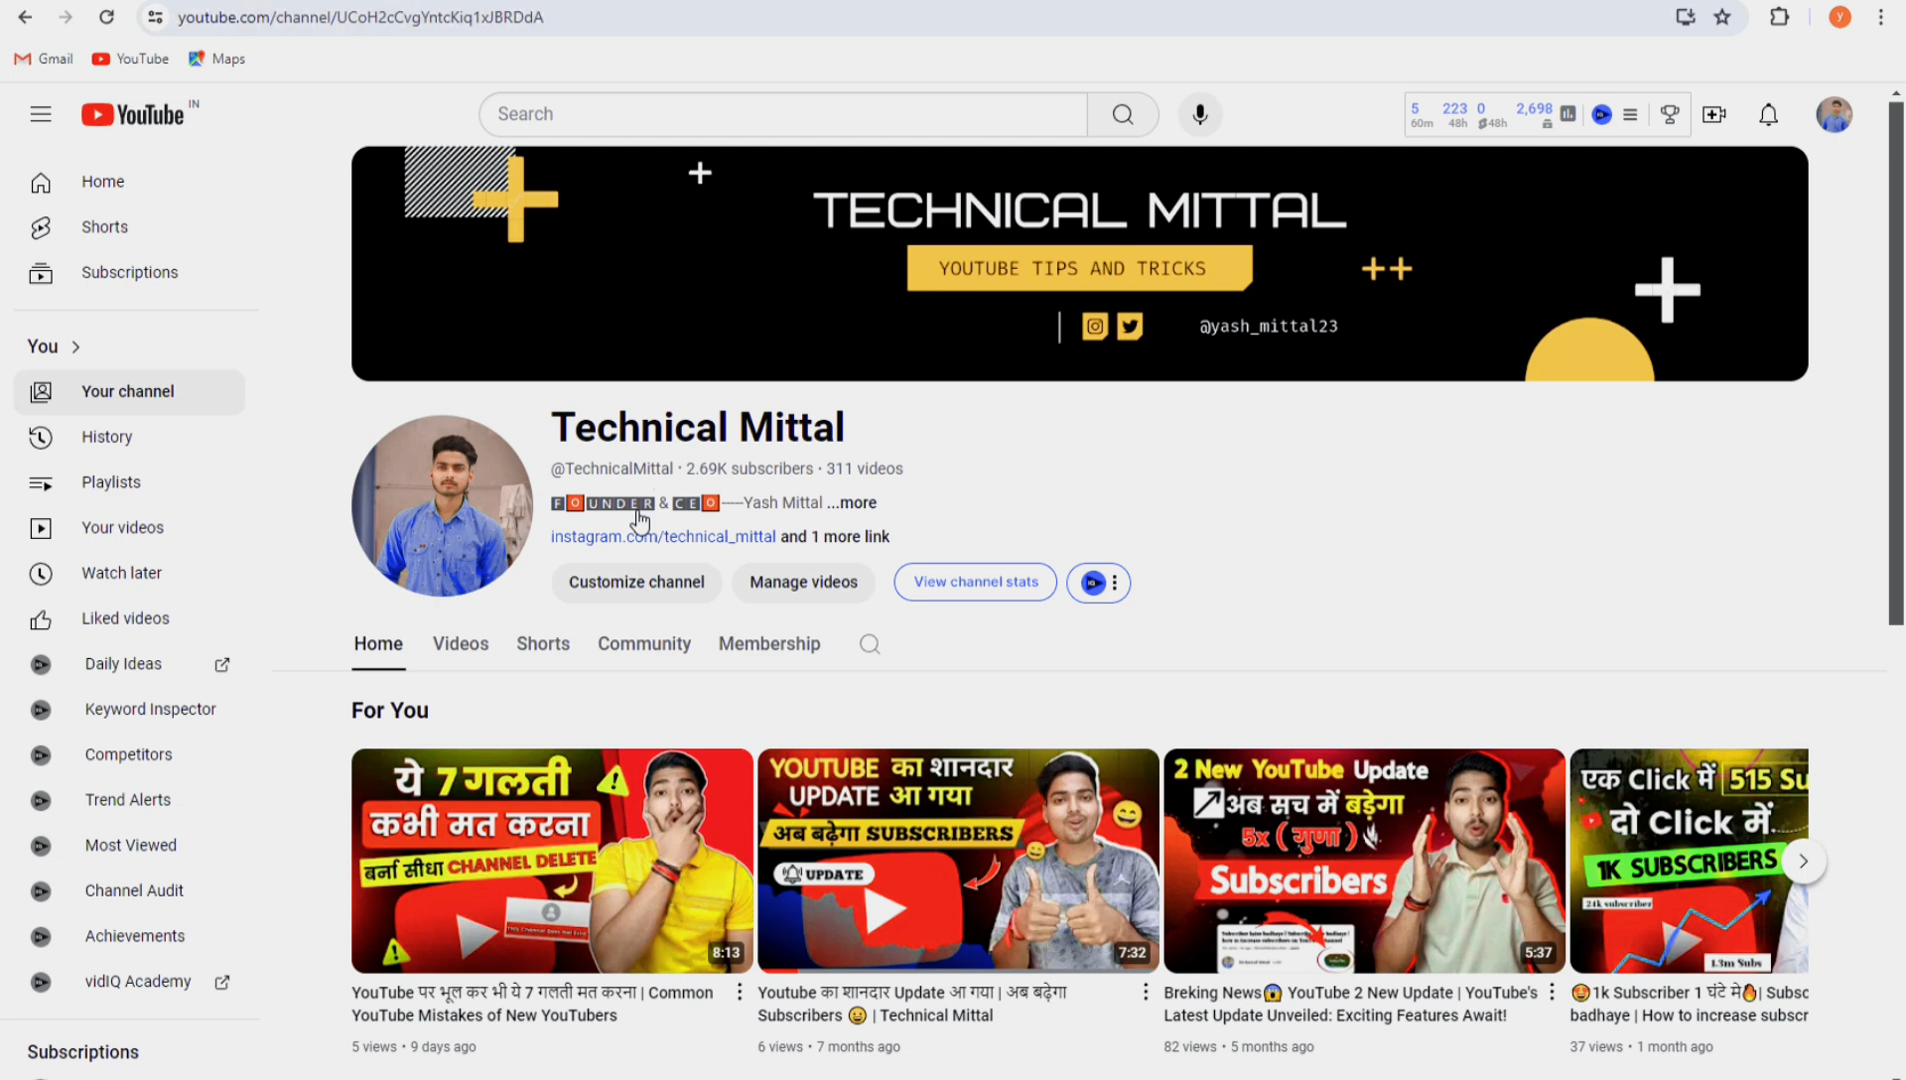 youtube.com/channel/UCoH2cCvgYntcKiq1xJBRDdA
y
Gmail YouTube Maps
YouTube IN
Search
5 223 0 2,698
60m 48h 48h
Home
Shorts
Subscriptions
You
Your channel
History
Playlists
Your videos
Watch later
Liked videos
Daily Ideas
Keyword Inspector
Competitors
Trend Alerts
Most Viewed
Channel Audit
Achievements
vidIQ Academy
Subscriptions
TECHNICAL MITTAL
YOUTUBE TIPS AND TRICKS
@yash_mittal23
Technical Mittal
@TechnicalMittal • 2.69K subscribers • 311 videos
🄵🅾🅄🄽🄳🄴🅁 & 🄲🄴🅾-----Yash Mittal ...more
instagram.com/technical_mittal and 1 more link
Customize channel Manage videos View channel stats
Home Videos Shorts Community Membership
For You
ये 7 गलती
कभी मत करना
बर्ना सीधा CHANNEL DELETE
8:13
YouTube पर भूल कर भी ये 7 गलती मत करना | Common
YouTube Mistakes of New YouTubers
5 views • 9 days ago
YOUTUBE का शानदार
UPDATE आ गया
अब बढ़ेगा SUBSCRIBERS
UPDATE
7:32
Youtube का शानदार Update आ गया | अब बढ़ेगा
Subscribers 😀 | Technical Mittal
6 views • 7 months ago
2 New YouTube Update
अब सच में बड़ेगा
5x ( गुणा )
Subscribers
5:37
Breking News😱 YouTube 2 New Update | YouTube's
Latest Update Unveiled: Exciting Features Await!
82 views • 5 months ago
एक Click में 515 Su
दो Click में
1K SUBSCRIBERS
24k subscriber
1.3m Subs
🤩1k Subscriber 1 घंटे मे🔥| Subsc
badhaye | How to increase subscr
37 views • 1 month ago